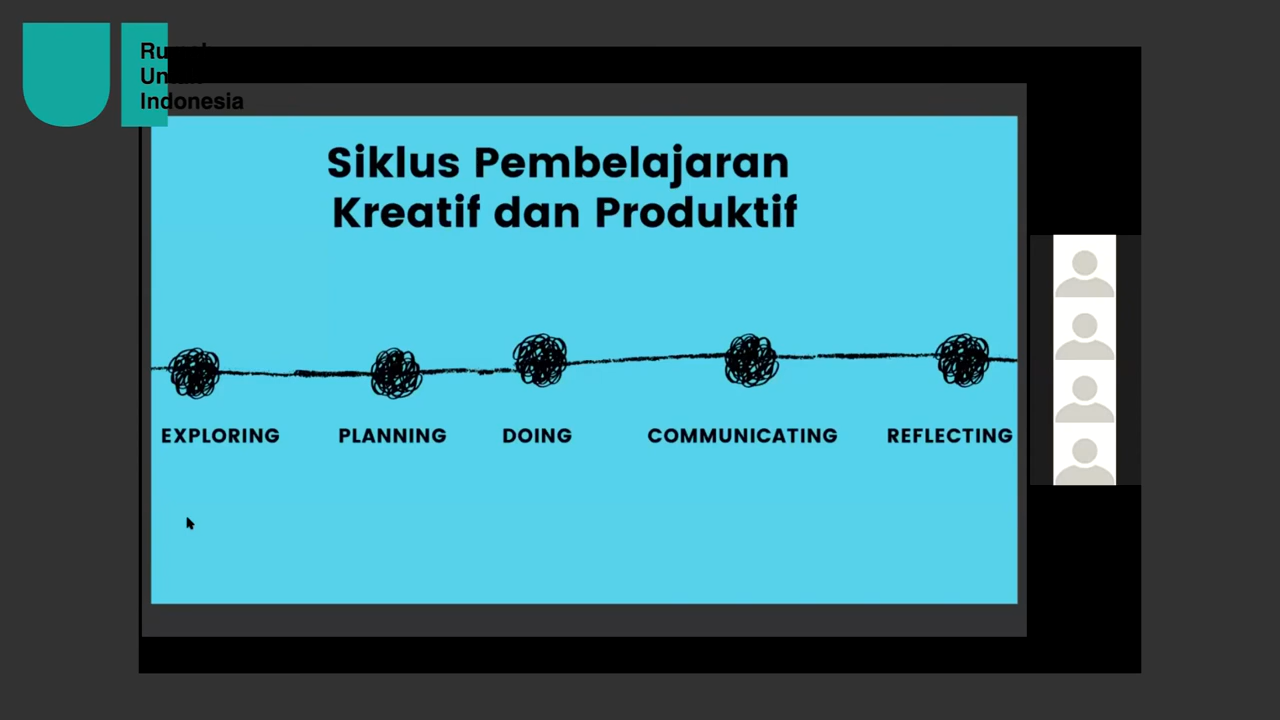 Indonesia
Siklus Pembelajaran
Kreatif dan Produktif
EXPLORING
PLANNING
DOING
COMMUNICATING
REFLECTING